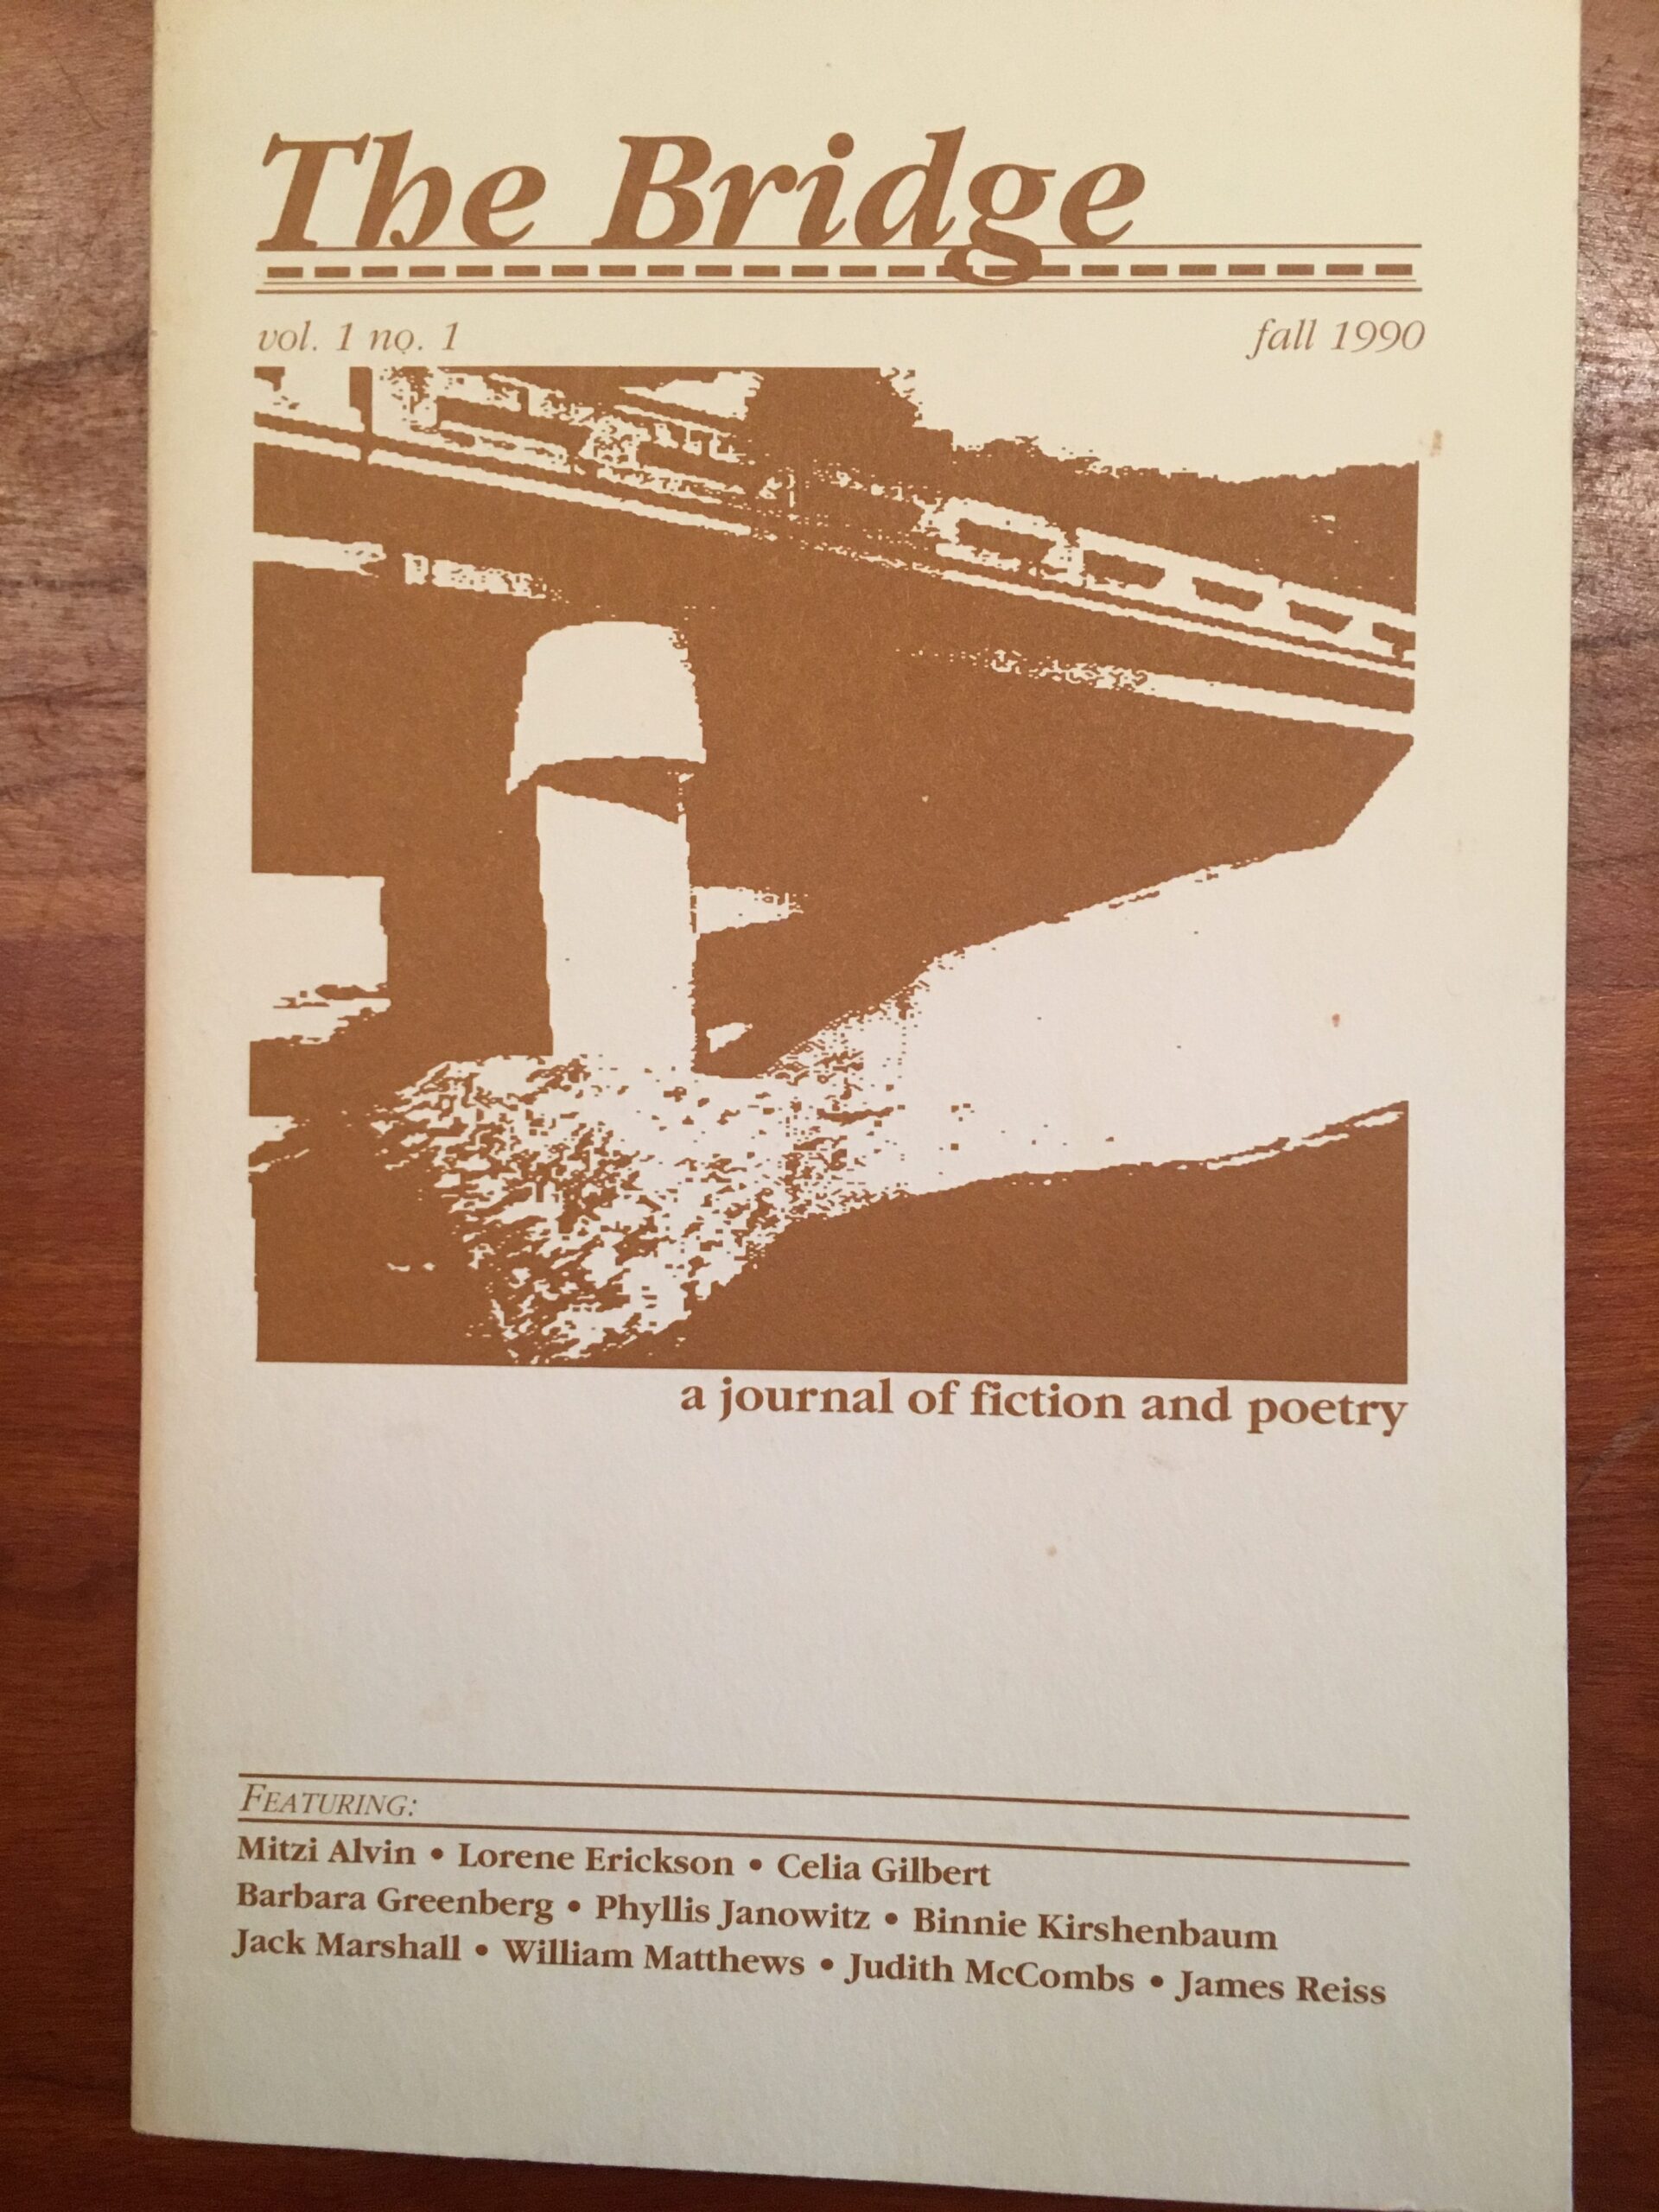 The Bridge
vol. 1 no. 1
fall 1990
a journal of fiction and poetry
FEATURING:
Mitzi Alvin • Lorene Erickson • Celia Gilbert
Barbara Greenberg • Phyllis Janowitz • Binnie Kirshenbaum
Jack Marshall • William Matthews • Judith McCombs • James Reiss